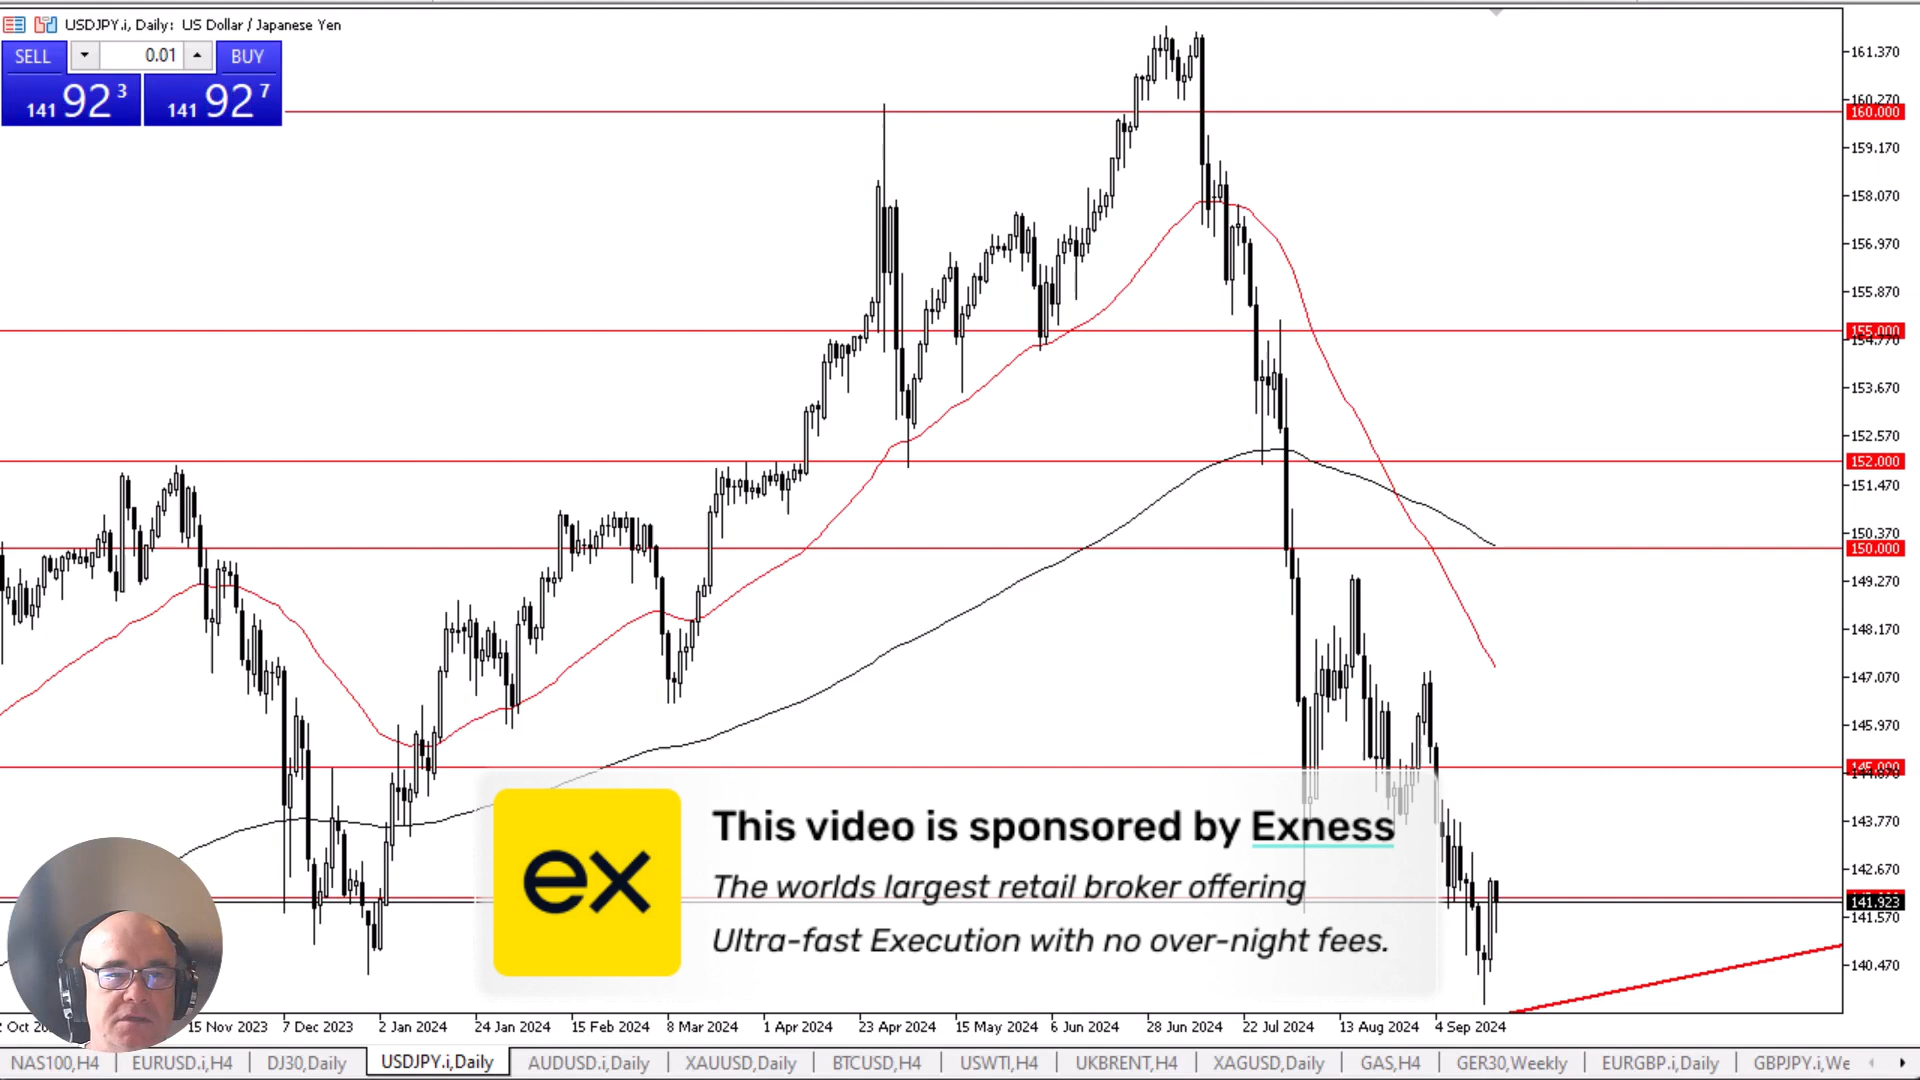 USDJPY.i, Daily: US Dollar / Japanese Yen
SELL 0.01 BUY
141 92 3 141 92 7
161.370
160.270
160.000
159.170
158.070
156.970
155.870
155.000
154.770
153.670
152.570
152.000
151.470
150.370
150.000
149.270
148.170
147.070
145.970
145.000
144.870
143.770
142.670
141.923
141.570
140.470
ex
This video is sponsored by Exness
The worlds largest retail broker offering
Ultra-fast Execution with no over-night fees.
15 Nov 2023 7 Dec 2023 2 Jan 2024 24 Jan 2024 15 Feb 2024 8 Mar 2024 1 Apr 2024 23 Apr 2024 15 May 2024 6 Jun 2024 28 Jun 2024 22 Jul 2024 13 Aug 2024 4 Sep 2024
NAS100,H4 EURUSD.i,H4 DJ30,Daily USDJPY.i,Daily AUDUSD.i,Daily XAUUSD,Daily BTCUSD,H4 USWTI,H4 UKBRENT,H4 XAGUSD,Daily GAS,H4 GER30,Weekly EURGBP.i,Daily GBPJPY.i,We